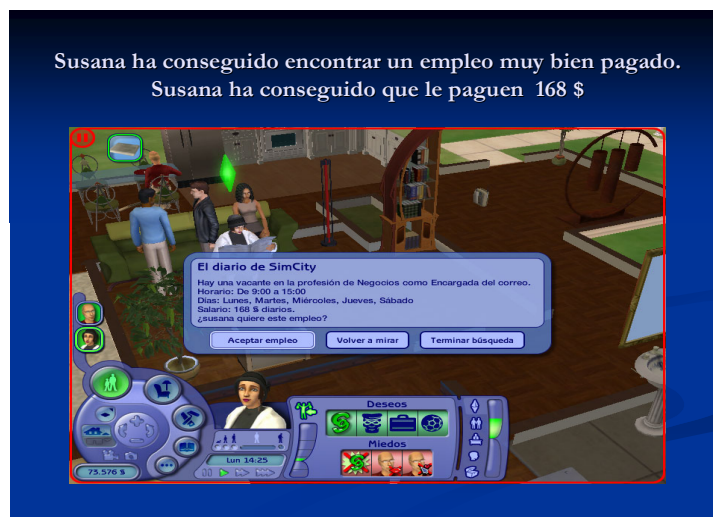 Susana ha conseguido encontrar un empleo muy bien pagado.
Susana ha conseguido que le paguen 168 $
El diario de SimCity
Hay una vacante en la profesión de Negocios como Encargada del correo.
Horario: De 9:00 a 15:00
Días: Lunes, Martes, Miércoles, Jueves, Sábado
Salario: 168 $ diarios.
¿susana quiere este empleo?
Aceptar empleo
Volver a mirar
Terminar búsqueda
Deseos
Miedos
Lun 14:25
75.576 $